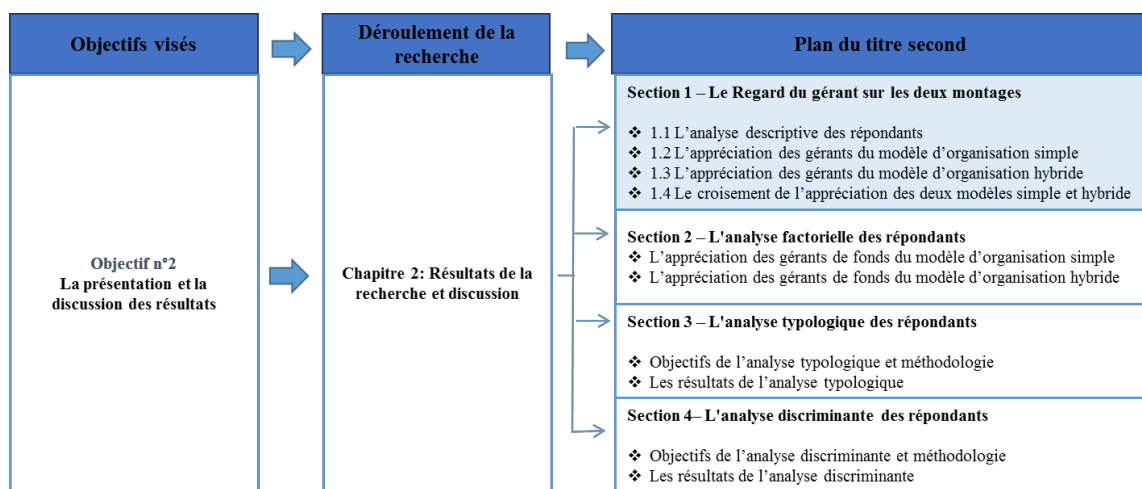 Objectifs visés
Déroulement de la
recherche
Plan du titre second
Objectif n°2
La présentation et la
discussion des résultats
Chapitre 2: Résultats de la
recherche et discussion
Section 1 – Le Regard du gérant sur les deux montages
❖ 1.1 L'analyse descriptive des répondants
❖ 1.2 L'appréciation des gérants du modèle d'organisation simple
❖ 1.3 L'appréciation des gérants du modèle d'organisation hybride
❖ 1.4 Le croisement de l'appréciation des deux modèles simple et hybride
Section 2 – L'analyse factorielle des répondants
❖ L'appréciation des gérants de fonds du modèle d'organisation simple
❖ L'appréciation des gérants de fonds du modèle d'organisation hybride
Section 3 – L'analyse typologique des répondants
❖ Objectifs de l'analyse typologique et méthodologie
❖ Les résultats de l'analyse typologique
Section 4– L'analyse discriminante des répondants
❖ Objectifs de l'analyse discriminante et méthodologie
❖ Les résultats de l'analyse discriminante